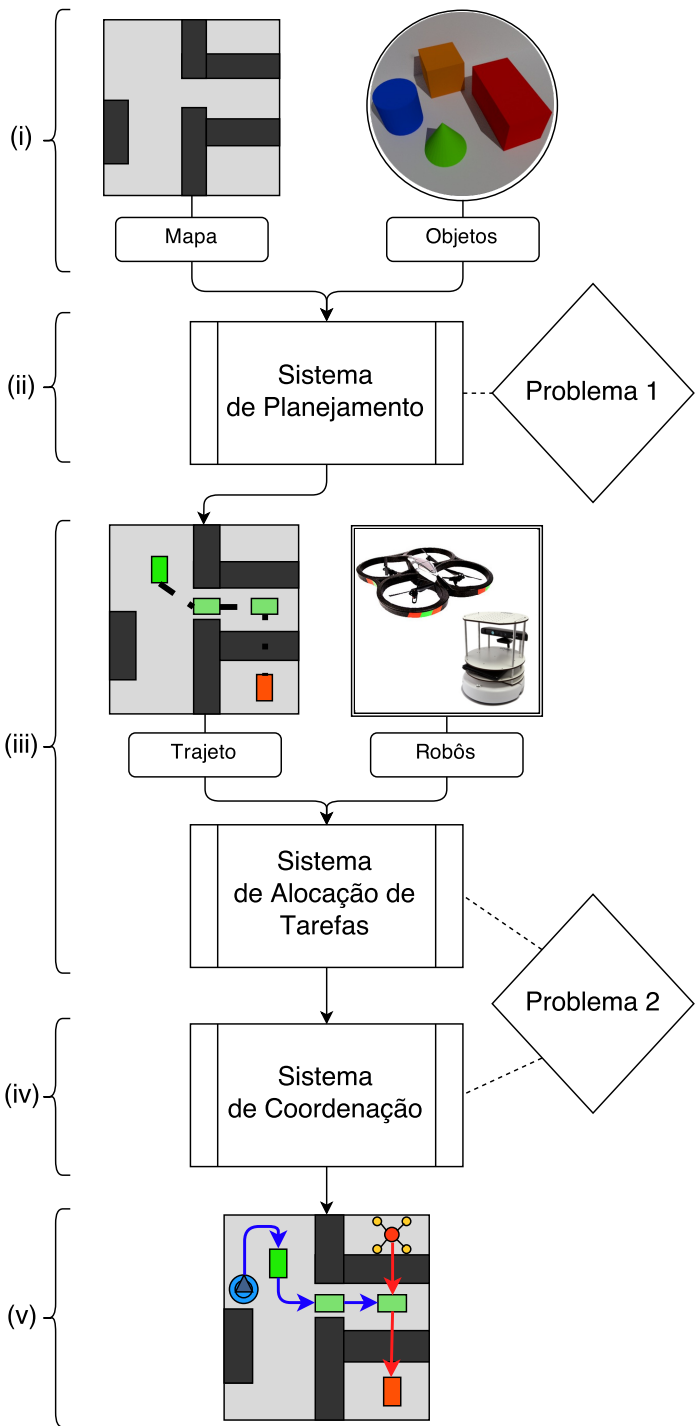 (i)
Mapa
Objetos
(ii)
Sistema
de Planejamento
Problema 1
(iii)
Trajeto
Robôs
Sistema
de Alocação de
Tarefas
Problema 2
(iv)
Sistema
de Coordenação
(v)